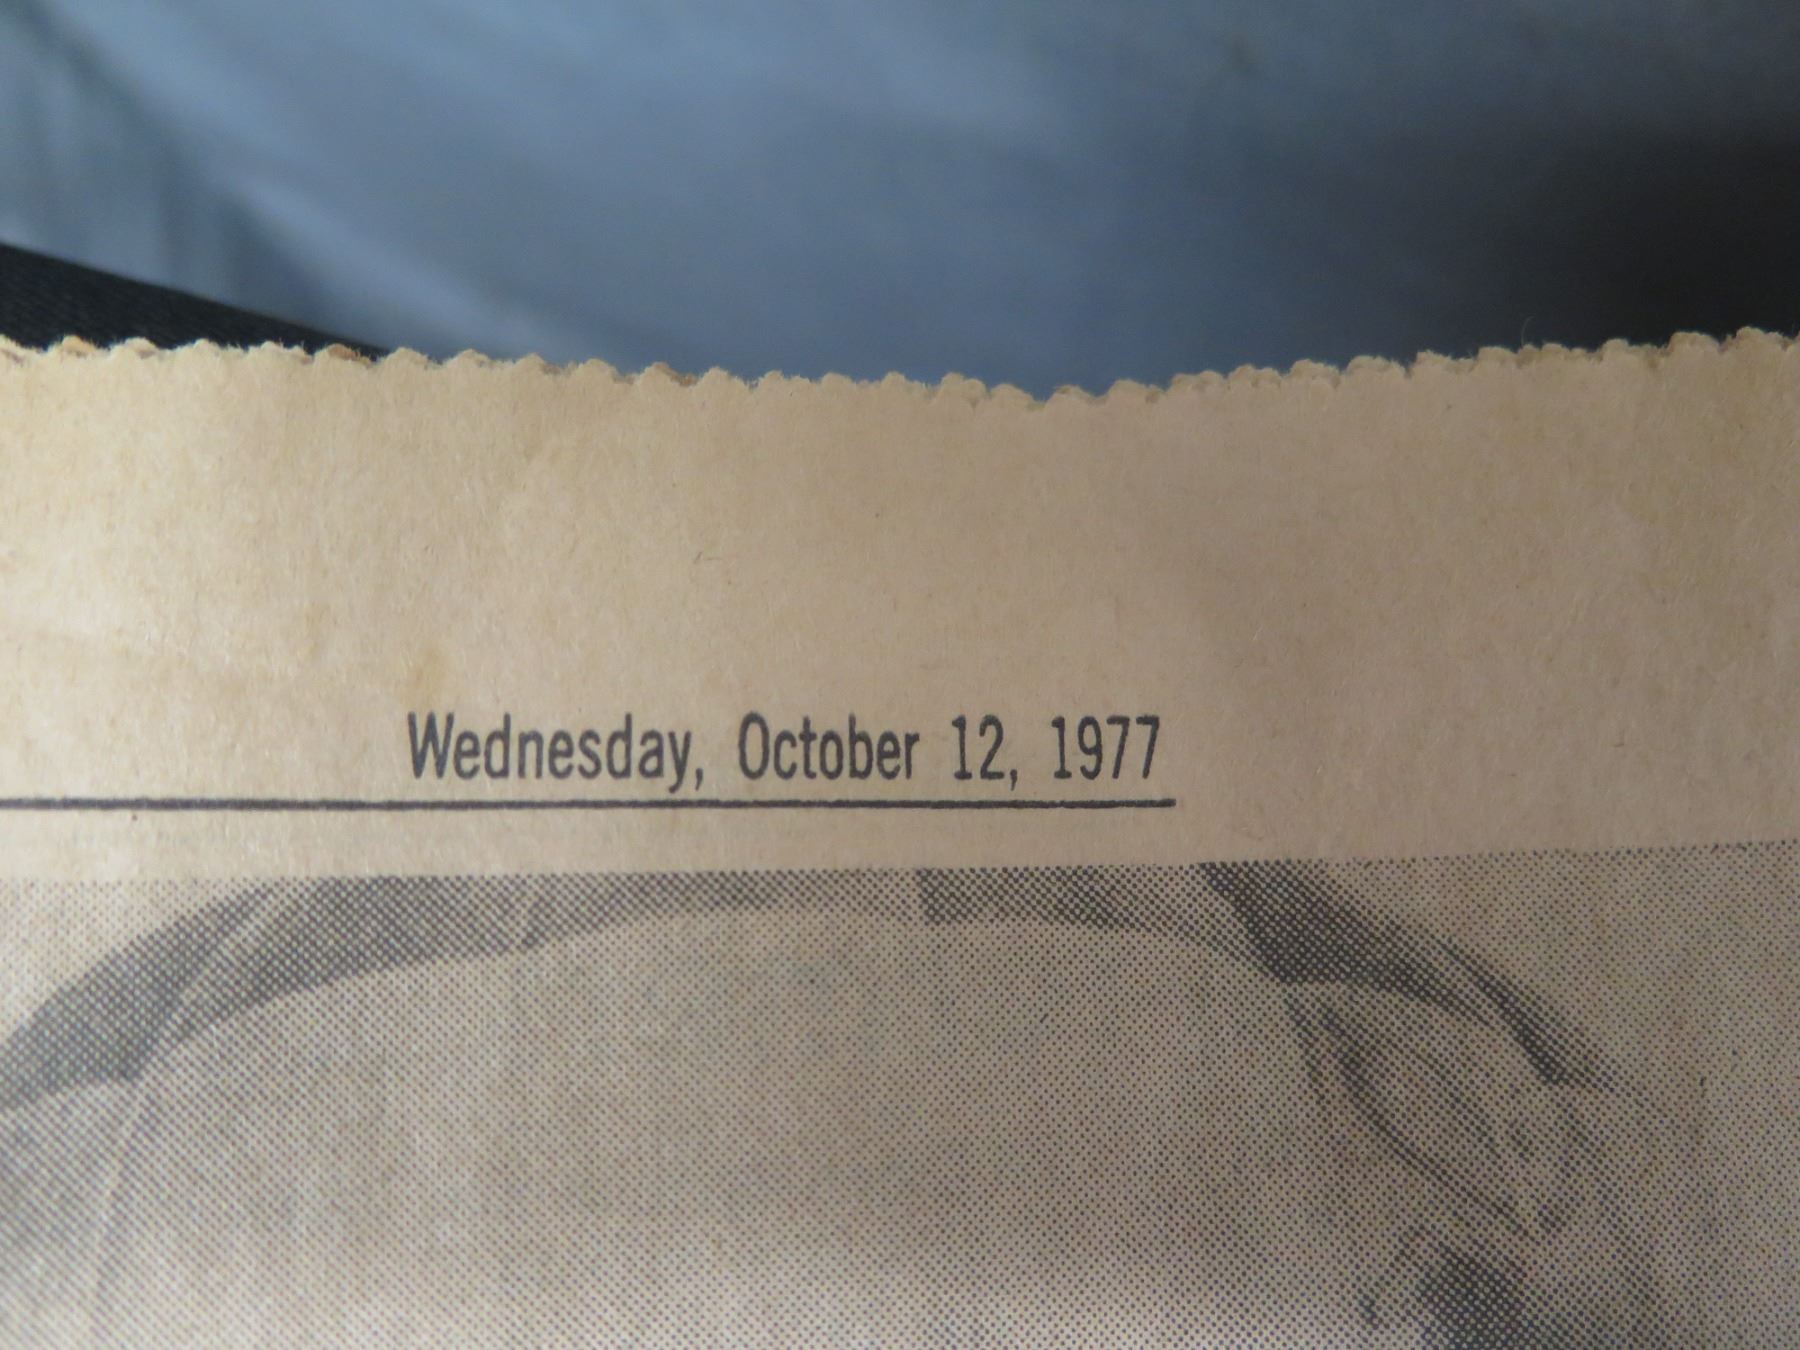 Wednesday, October 12, 1977